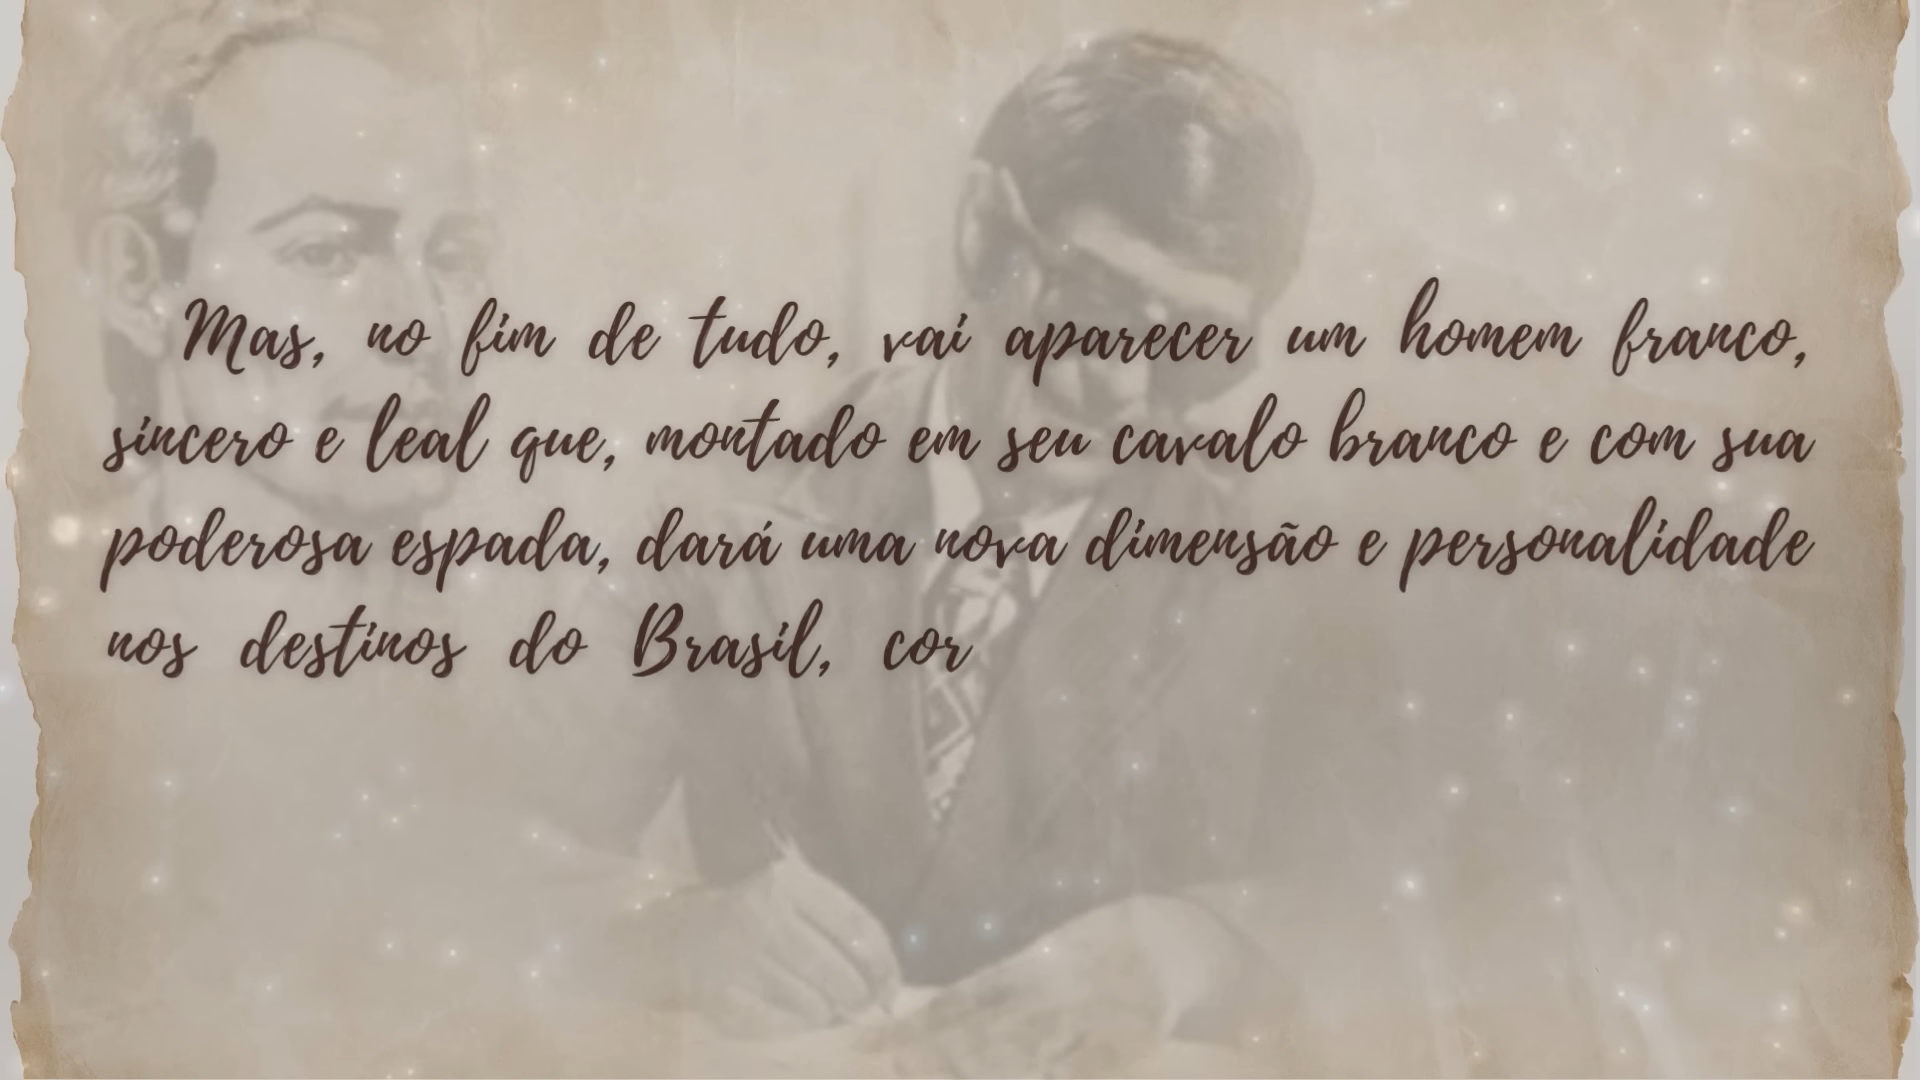 Mas, no fim de tudo, vai aparecer um homem franco,
sincero e leal que, montado em seu cavalo branco e com sua
poderosa espada, dará uma nova dimensão e personalidade
nos destinos do Brasil, cor